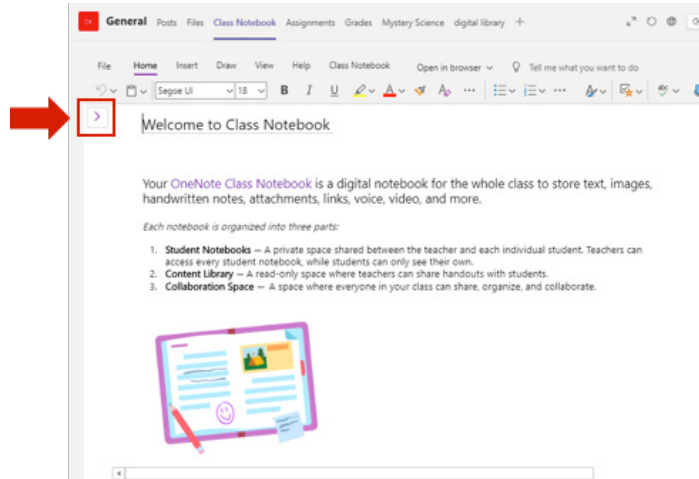 General Posts Files Class Notebook Assignments Grades Mystery Science digital library
File Home Insert Draw View Help Class Notebook Open in browser Tell me what you want to do
Segoe UI 18 B I U A A
Welcome to Class Notebook
Your OneNote Class Notebook is a digital notebook for the whole class to store text, images,
handwritten notes, attachments, links, voice, video, and more.
Each notebook is organized into three parts:
1. Student Notebooks — A private space shared between the teacher and each individual student. Teachers can
access every student notebook, while students can only see their own.
2. Content Library — A read-only space where teachers can share handouts with students.
3. Collaboration Space — A space where everyone in your class can share, organize, and collaborate.